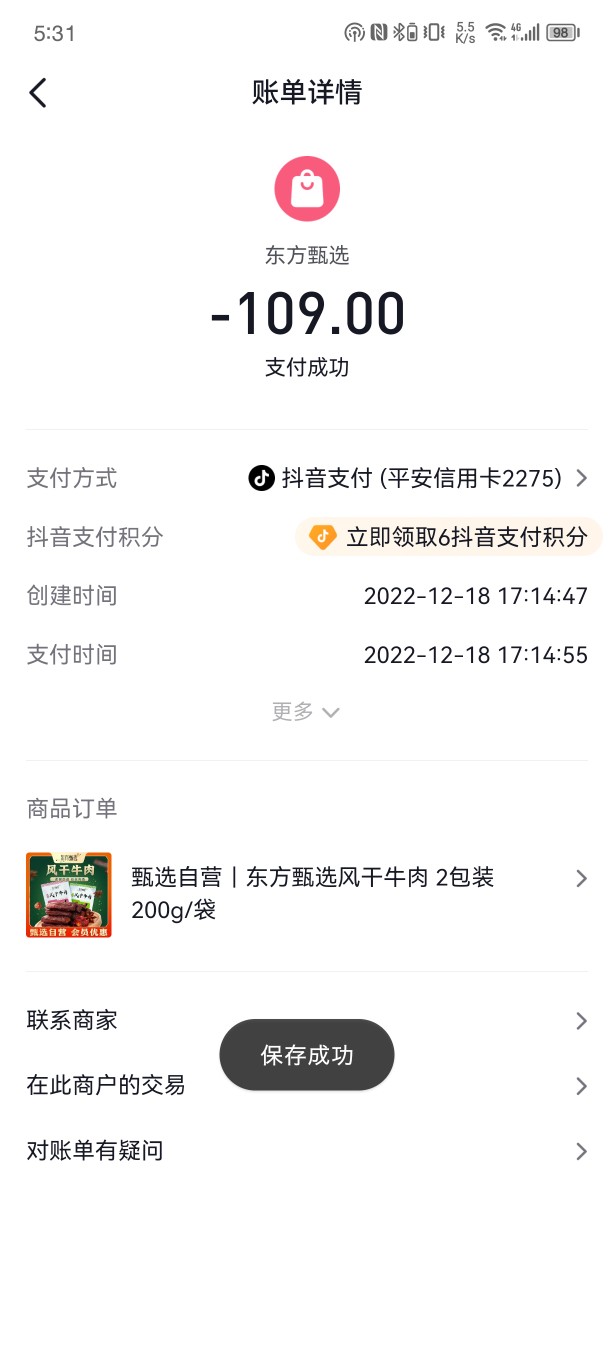 5:31
5.5 K/s
4G
98
账单详情
东方甄选
-109.00
支付成功
支付方式 抖音支付 (平安信用卡2275)
抖音支付积分 立即领取6抖音支付积分
创建时间 2022-12-18 17:14:47
支付时间 2022-12-18 17:14:55
更多
商品订单
风干牛肉
甄选自营 会员优惠
甄选自营丨东方甄选风干牛肉 2包装
200g/袋
联系商家
保存成功
在此商户的交易
对账单有疑问